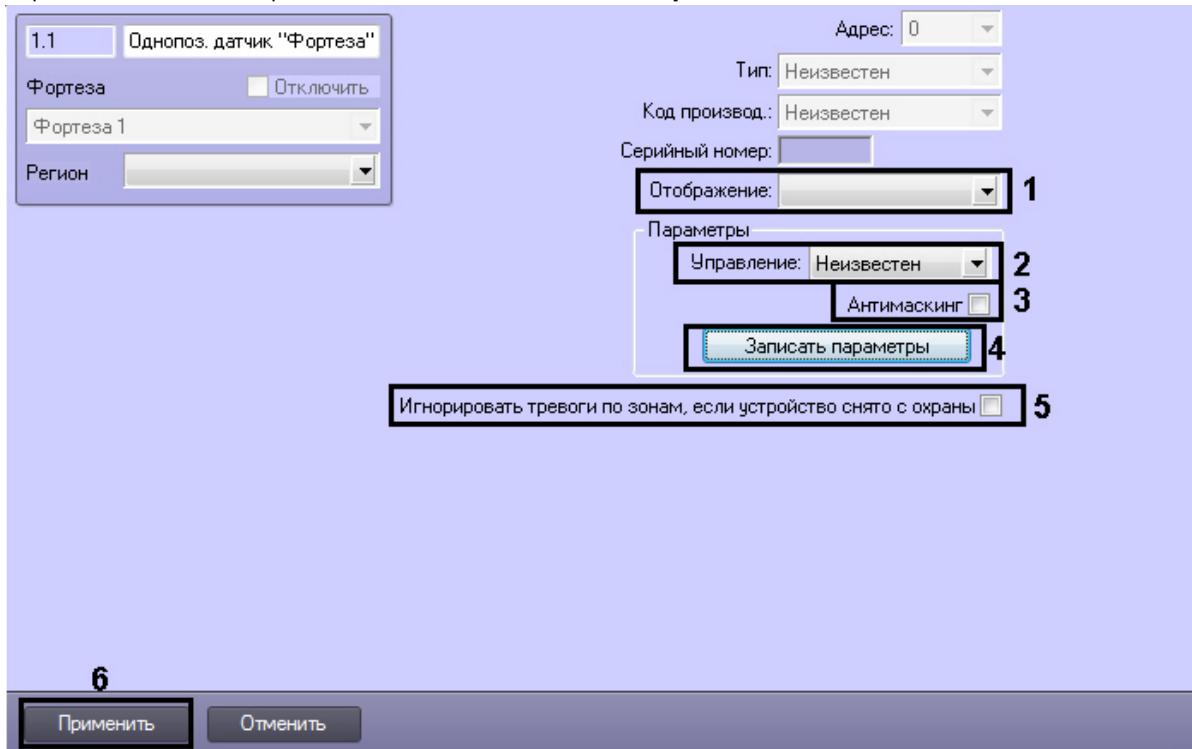 1.1 Однопоз. датчик "Фортеза"
Фортеза Отключить
Фортеза 1
Регион
Адрес: 0
Тип: Неизвестен
Код производ.: Неизвестен
Серийный номер:
Отображение: 1
Параметры
Управление: Неизвестен 2
Антимаскинг 3
Записать параметры 4
Игнорировать тревоги по зонам, если устройство снято с охраны 5
6
Применить Отменить